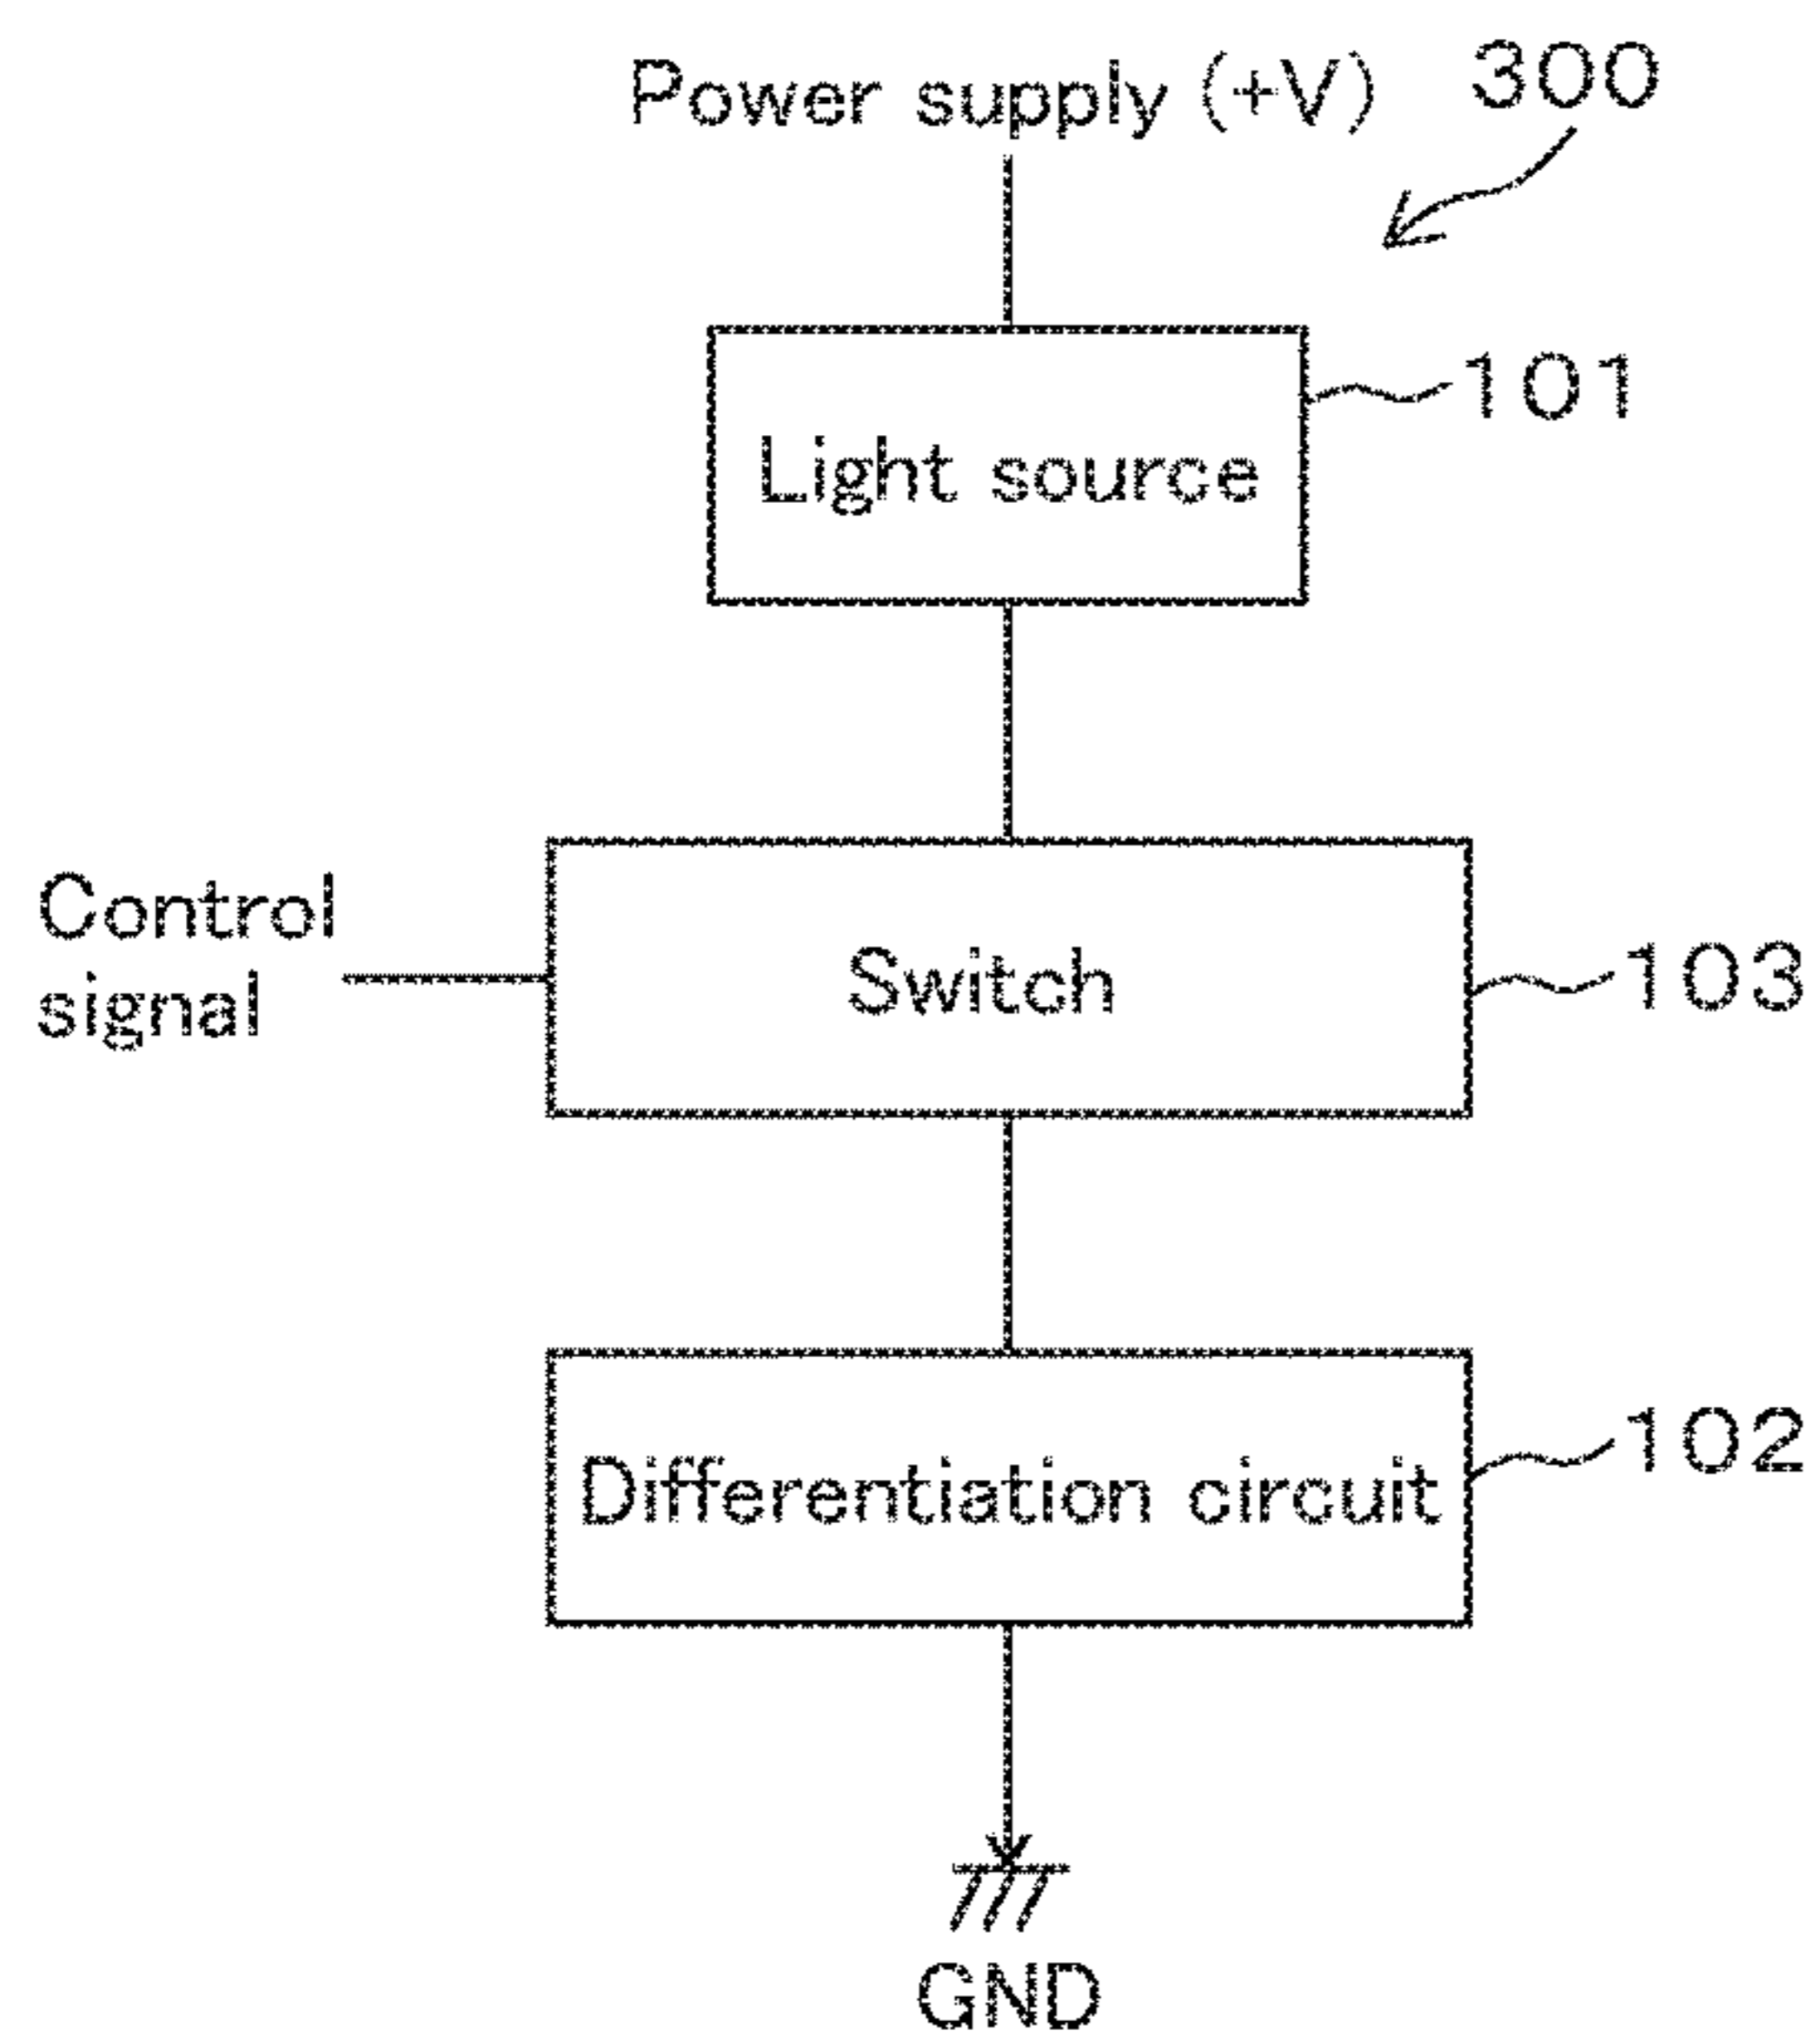 Power supply (+V)
300
Light source
101
Control
signal
Switch
103
Differentiation circuit
102
GND